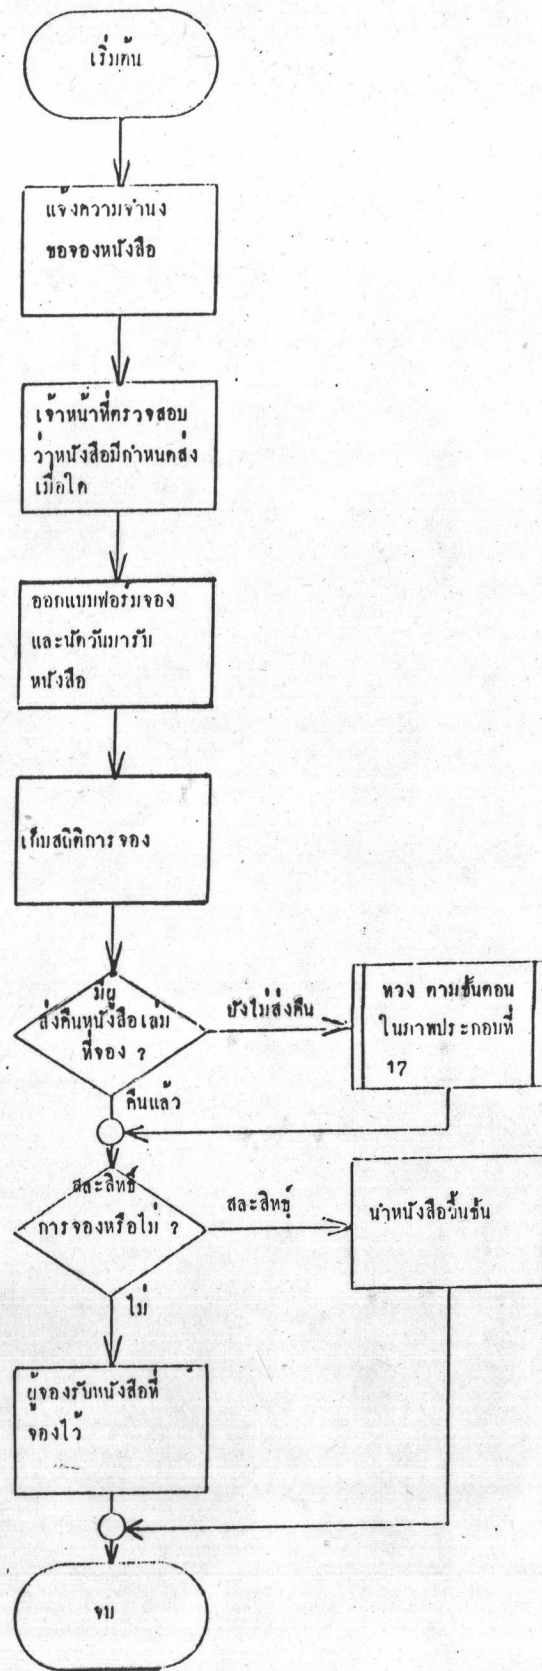 เริ่มต้น
แจ้งความจำนง
ขอจองหนังสือ
เจ้าหน้าที่ตรวจสอบ
ว่าหนังสือมีกำหนดส่ง
เมื่อใด
ออกแบบฟอร์มจอง
และนัดวันมารับ
หนังสือ
เก็บสถิติการจอง
มีผู้
ส่งคืนหนังสือเล่ม
ที่จอง ?
ยังไม่ส่งคืน
ทวง ตามขั้นตอน
ในภาพประกอบที่
17
คืนแล้ว
สละสิทธิ์
การจองหรือไม่ ?
สละสิทธิ์
นำหนังสือขึ้นชั้น
ไม่
ผู้จองรับหนังสือที่
จองไว้
จบ